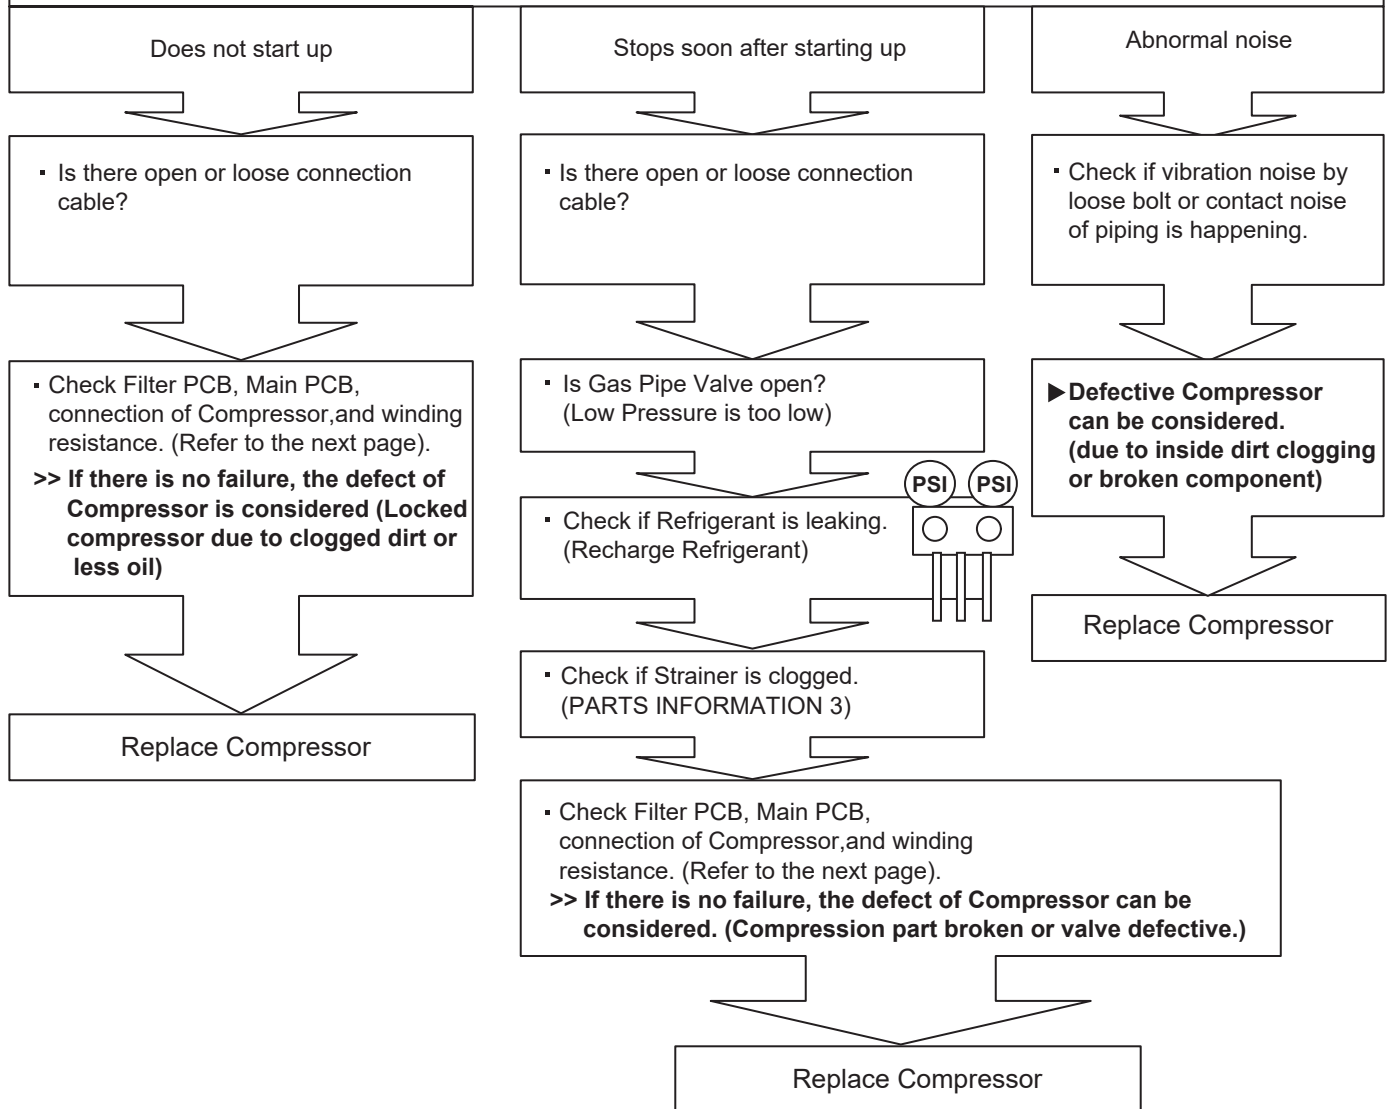 Does not start up
▪ Is there open or loose connection
cable?
▪ Check Filter PCB, Main PCB,
connection of Compressor,and winding
resistance. (Refer to the next page).
>> If there is no failure, the defect of
Compressor is considered (Locked
compressor due to clogged dirt or
less oil)
Replace Compressor
Stops soon after starting up
▪ Is there open or loose connection
cable?
▪ Is Gas Pipe Valve open?
(Low Pressure is too low)
PSI PSI
▪ Check if Refrigerant is leaking.
(Recharge Refrigerant)
▪ Check if Strainer is clogged.
(PARTS INFORMATION 3)
▪ Check Filter PCB, Main PCB,
connection of Compressor,and winding
resistance. (Refer to the next page).
>> If there is no failure, the defect of Compressor can be
considered. (Compression part broken or valve defective.)
Replace Compressor
Abnormal noise
▪ Check if vibration noise by
loose bolt or contact noise
of piping is happening.
▶Defective Compressor
can be considered.
(due to inside dirt clogging
or broken component)
Replace Compressor